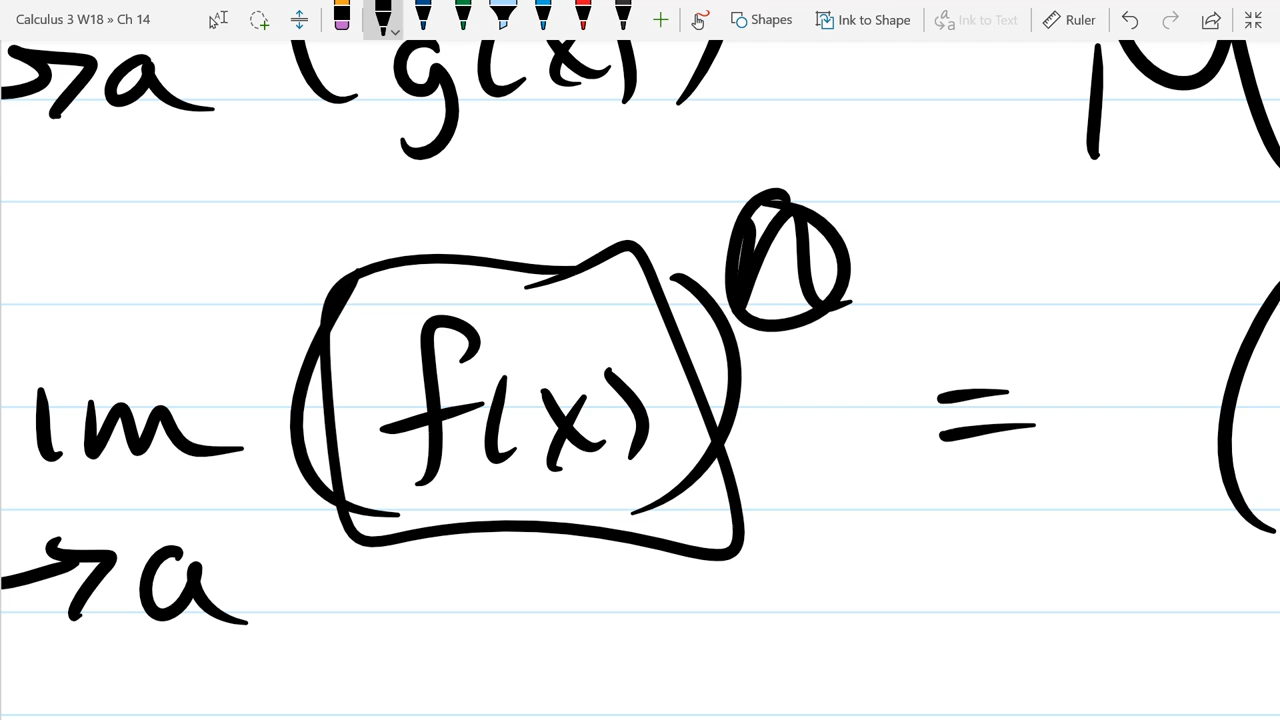 Calculus 3 W18 » Ch 14
Shapes
Ink to Shape
Ink to Text
Ruler
→a (g(x))
lim (f(x))ⁿ = (
→a